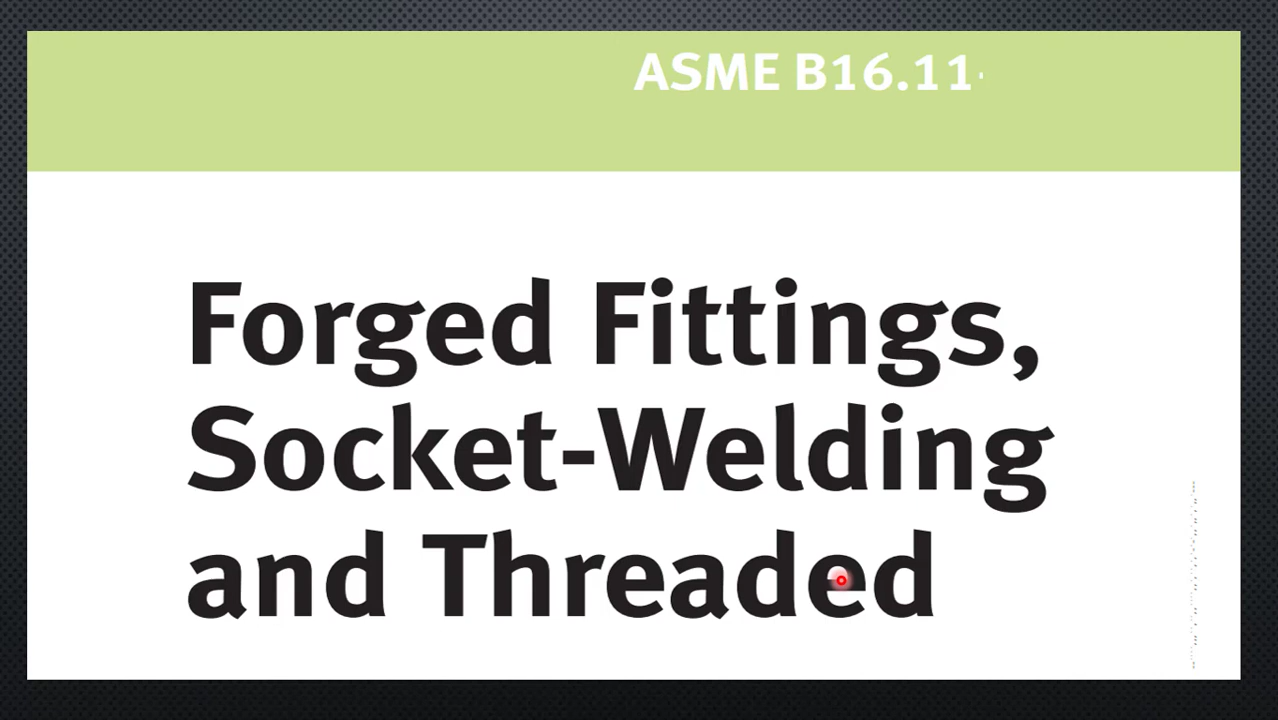 ASME B16.11
Forged Fittings,
Socket-Welding
and Threaded